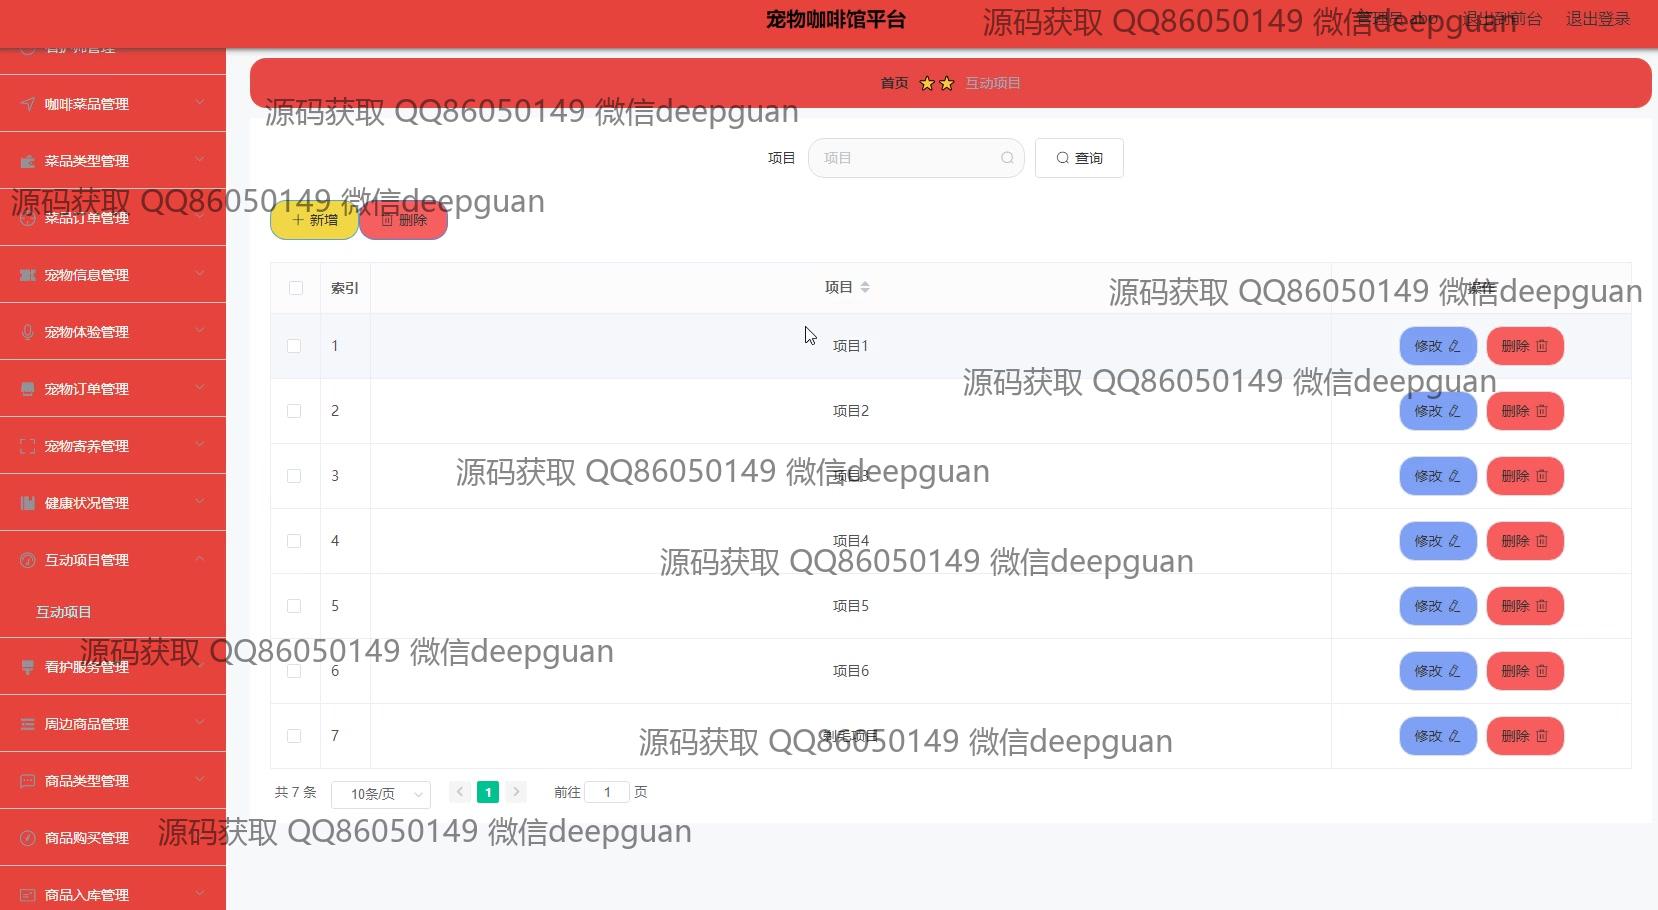 宠物咖啡馆平台
源码获取 QQ86050149 微信deepguan
管理员 abo 退出到前台 退出登录
看护师管理
首页 互动项目
咖啡菜品管理
源码获取 QQ86050149 微信deepguan
项目 项目 查询
菜品类型管理
源码获取 QQ86050149 微信deepguan
菜品订单管理
新增 删除
宠物信息管理
索引 项目 操作
源码获取 QQ86050149 微信deepguan
宠物体验管理
1 项目1 修改 删除
源码获取 QQ86050149 微信deepguan
宠物订单管理
2 项目2 修改 删除
宠物寄养管理
源码获取 QQ86050149 微信deepguan
3 项目3 修改 删除
健康状况管理
4 项目4 修改 删除
互动项目管理
源码获取 QQ86050149 微信deepguan
互动项目
5 项目5 修改 删除
源码获取 QQ86050149 微信deepguan
看护服务管理
6 项目6 修改 删除
周边商品管理
7 剃毛项目 修改 删除
源码获取 QQ86050149 微信deepguan
商品类型管理
共 7 条 10条/页 1 前往 1 页
商品购买管理
源码获取 QQ86050149 微信deepguan
商品入库管理